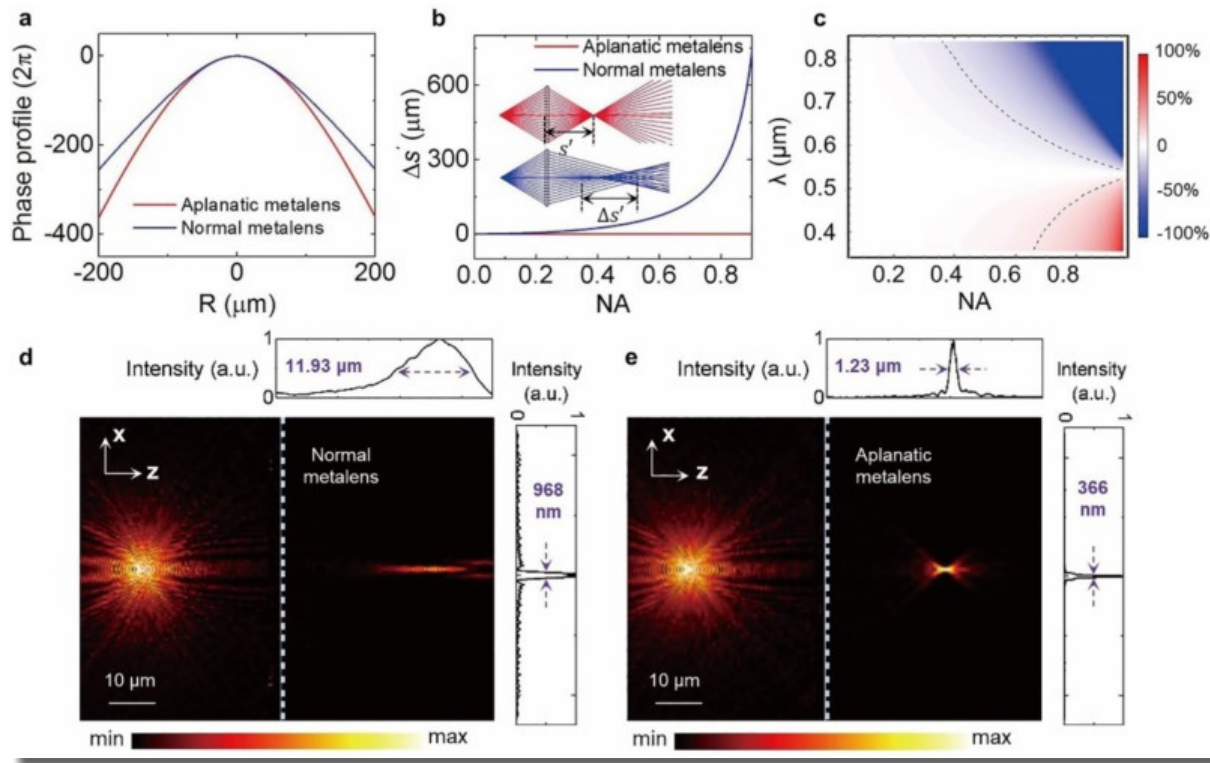 a
Phase profile (2π)
0
-200
-400
Aplanatic metalens
Normal metalens
-200
0
200
R (μm)
b
Δs′ (μm)
600
300
0
Aplanatic metalens
Normal metalens
s′
Δs′
0.0
0.2
0.4
0.6
0.8
NA
c
λ (μm)
0.8
0.7
0.5
0.4
0.2
0.4
0.6
0.8
NA
100%
50%
0
-50%
-100%
d
Intensity (a.u.)
1
0
11.93 μm
Intensity
(a.u.)
0
1
x
z
Normal
metalens
968
nm
10 μm
min
max
e
Intensity (a.u.)
1
0
1.23 μm
Intensity
(a.u.)
0
1
x
z
Aplanatic
metalens
366
nm
10 μm
min
max